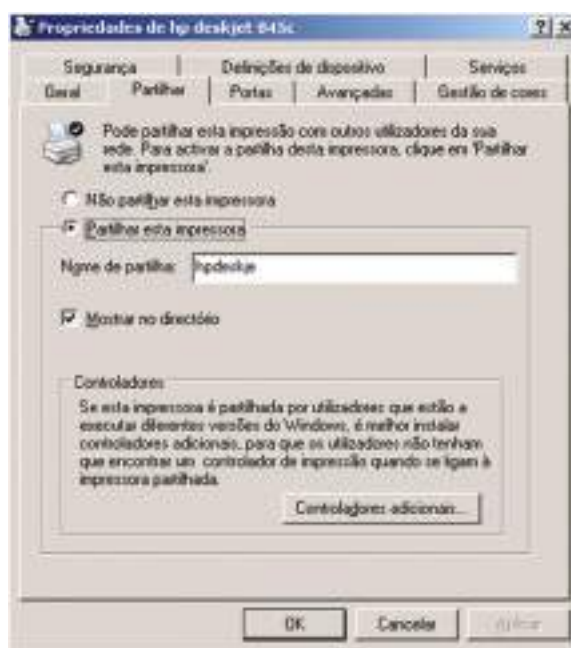 Propriedades de hp deskjet 845c
Segurança Definições de dispositivo Serviços
Geral Partilhar Portas Avançadas Gestão de cores
Pode partilhar esta impressão com outros utilizadores da sua
rede. Para activar a partilha desta impressora, clique em 'Partilhar
esta impressora'.
Não partilhar esta impressora
Partilhar esta impressora
Nome de partilha: hpdeskje
Mostrar no directório
Controladores
Se esta impressora é partilhada por utilizadores que estão a
executar diferentes versões do Windows, é melhor instalar
controladores adicionais, para que os utilizadores não tenham
que encontrar um controlador de impressão quando se ligam à
impressora partilhada.
Controladores adicionais...
OK Cancelar Aplicar